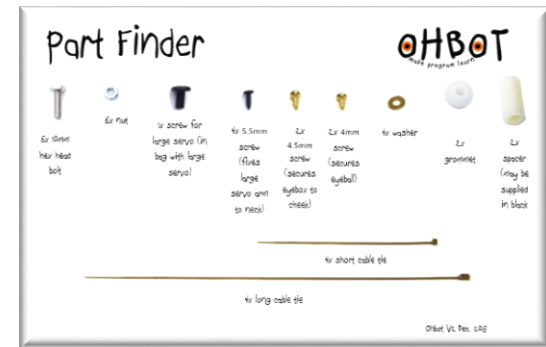 Part Finder
OHBOT
make program learn
6x 10mm
hex head
bolt
6x nut
1x screw for
large servo (in
bag with large
servo)
4x 5.5mm
screw
(fixes
large
servo arm
to neck)
2x
4.5mm
screw
(secures
eyebox to
cheek)
2x 4mm
screw
(secures
eyeball)
4x washer
2x
grommet
2x
spacer
(may be
supplied
in black
4x short cable tie
4x long cable tie
Ohbot V2 Dec.